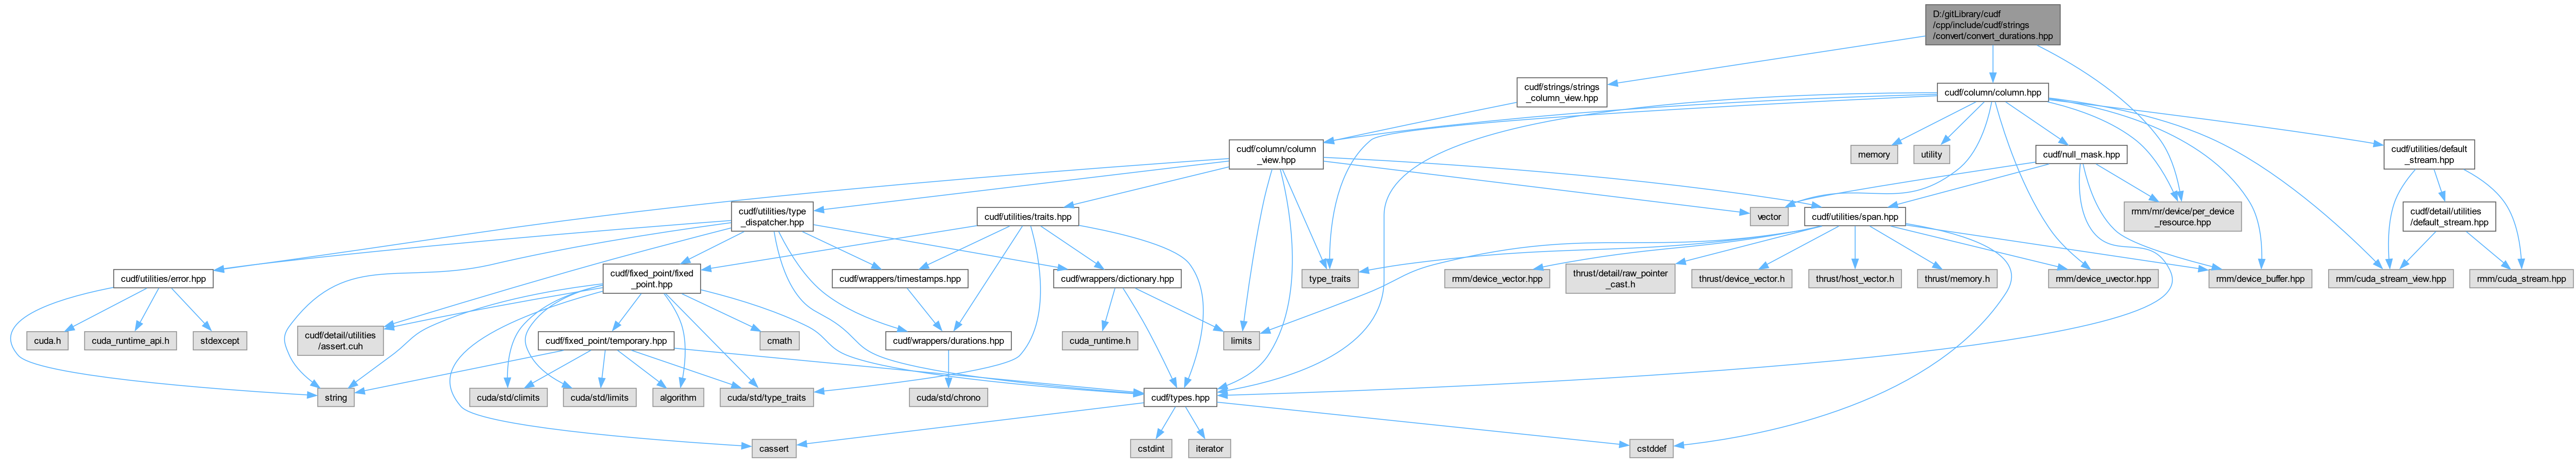 D:/gitLibrary/cudf
/cpp/include/cudf/strings
/convert/convert_durations.hpp
cudf/strings/strings
_column_view.hpp
cudf/column/column.hpp
cudf/column/column
_view.hpp
memory
utility
cudf/null_mask.hpp
cudf/utilities/default
_stream.hpp
cudf/utilities/type
_dispatcher.hpp
cudf/utilities/traits.hpp
vector
cudf/utilities/span.hpp
rmm/mr/device/per_device
_resource.hpp
cudf/detail/utilities
/default_stream.hpp
cudf/utilities/error.hpp
cudf/fixed_point/fixed
_point.hpp
cudf/wrappers/timestamps.hpp
cudf/wrappers/dictionary.hpp
type_traits
rmm/device_vector.hpp
thrust/detail/raw_pointer
_cast.h
thrust/device_vector.h
thrust/host_vector.h
thrust/memory.h
rmm/device_uvector.hpp
rmm/device_buffer.hpp
rmm/cuda_stream_view.hpp
rmm/cuda_stream.hpp
cuda.h
cuda_runtime_api.h
stdexcept
cudf/detail/utilities
/assert.cuh
cudf/fixed_point/temporary.hpp
cmath
cudf/wrappers/durations.hpp
cuda_runtime.h
limits
string
cuda/std/climits
cuda/std/limits
algorithm
cuda/std/type_traits
cuda/std/chrono
cudf/types.hpp
cassert
cstdint
iterator
cstddef